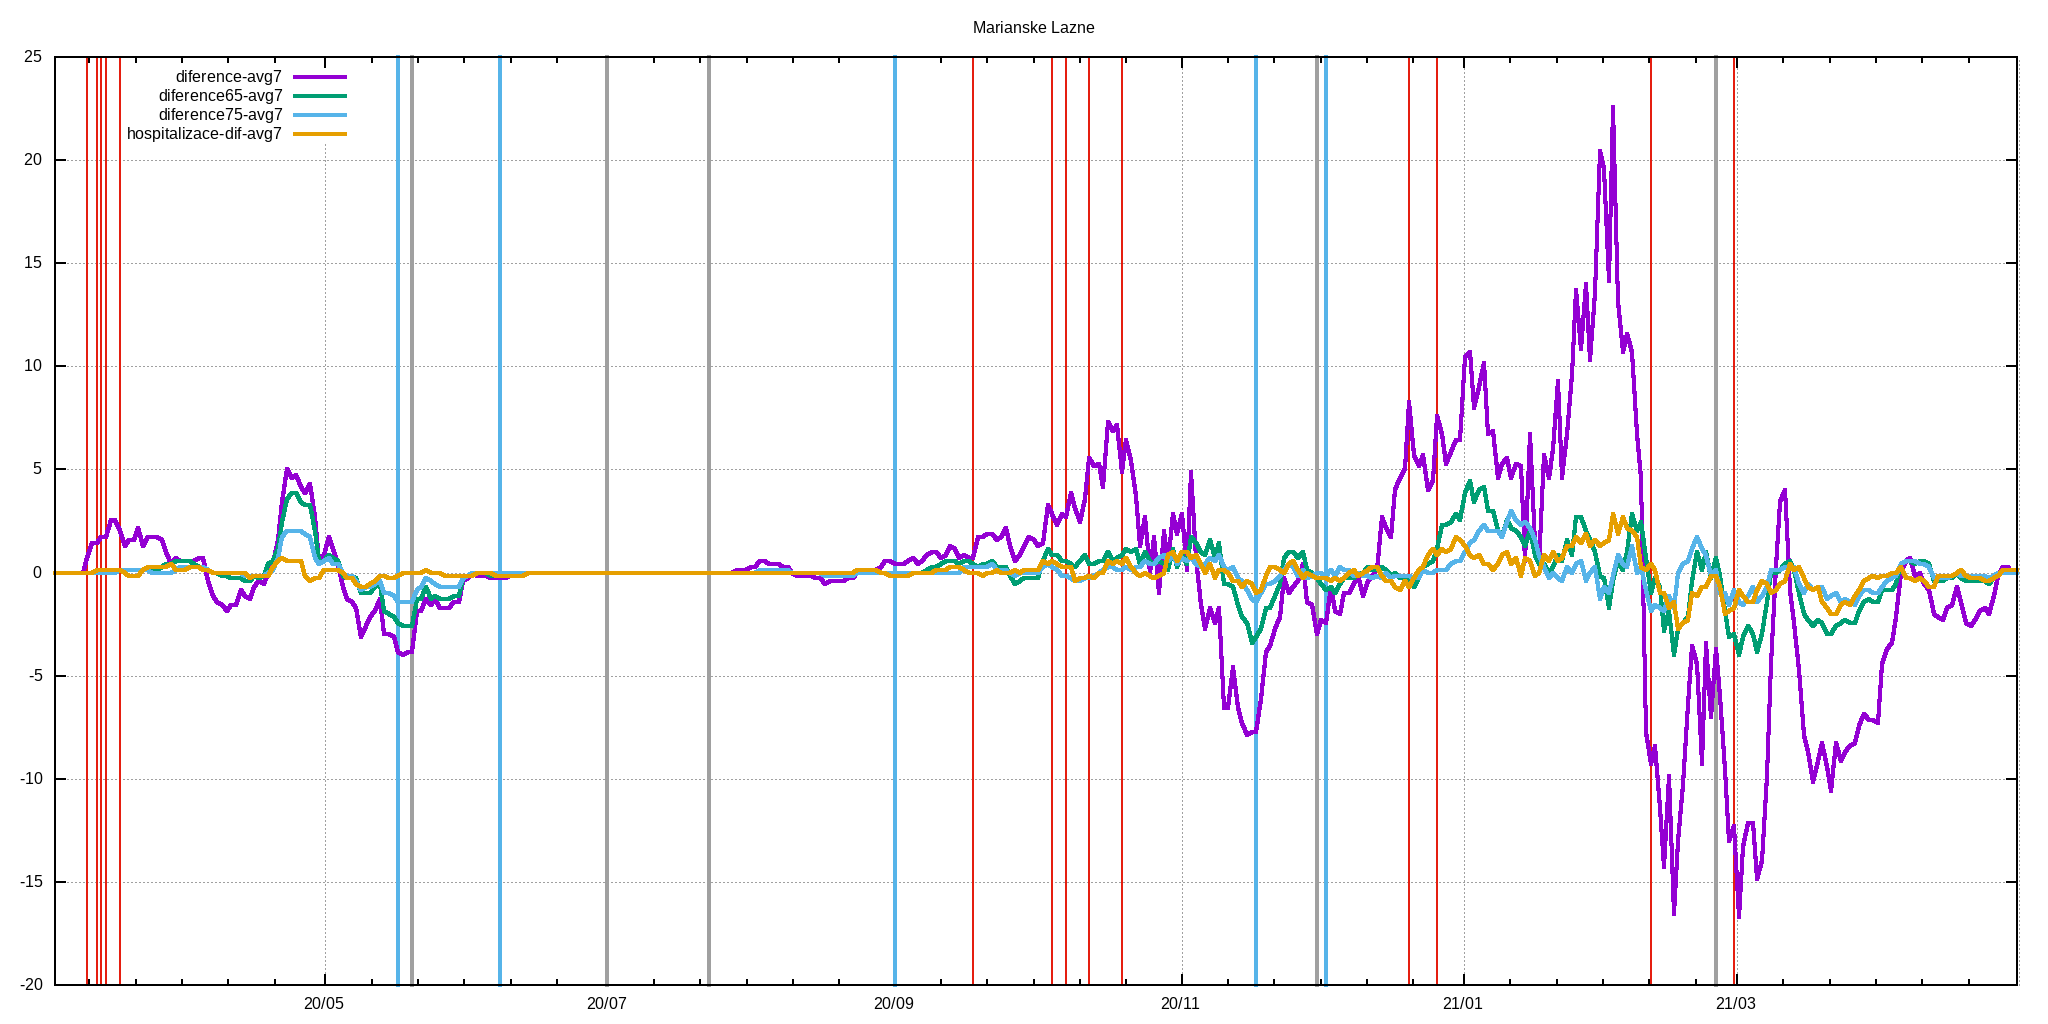 Marianske Lazne
25
20
15
10
5
0
-5
-10
-15
-20
diference-avg7
diference65-avg7
diference75-avg7
hospitalizace-dif-avg7
20/05 20/07 20/09 20/11 21/01 21/03